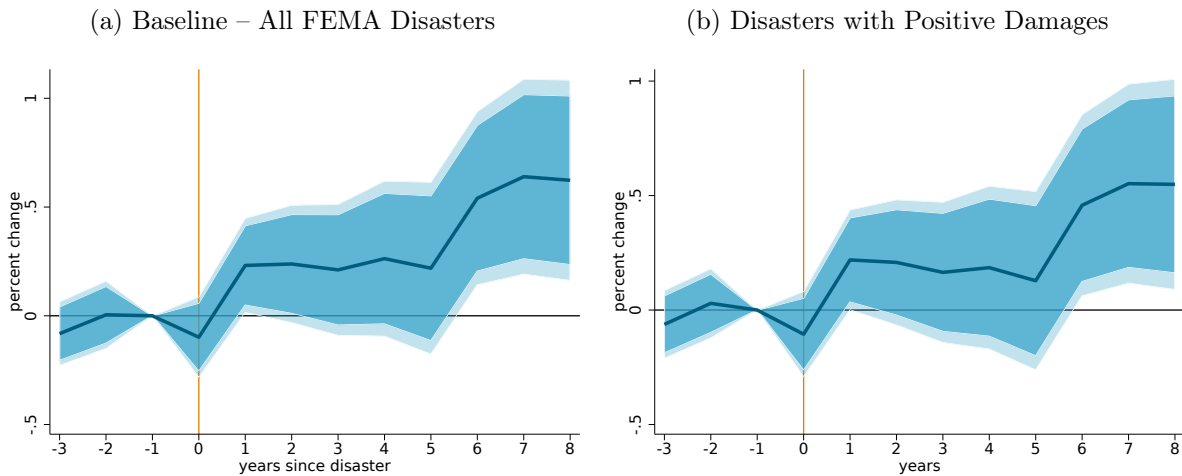 (a) Baseline – All FEMA Disasters
percent change
1
.5
0
-.5
-3 -2 -1 0 1 2 3 4 5 6 7 8
years since disaster
(b) Disasters with Positive Damages
percent change
1
.5
0
-.5
-3 -2 -1 0 1 2 3 4 5 6 7 8
years